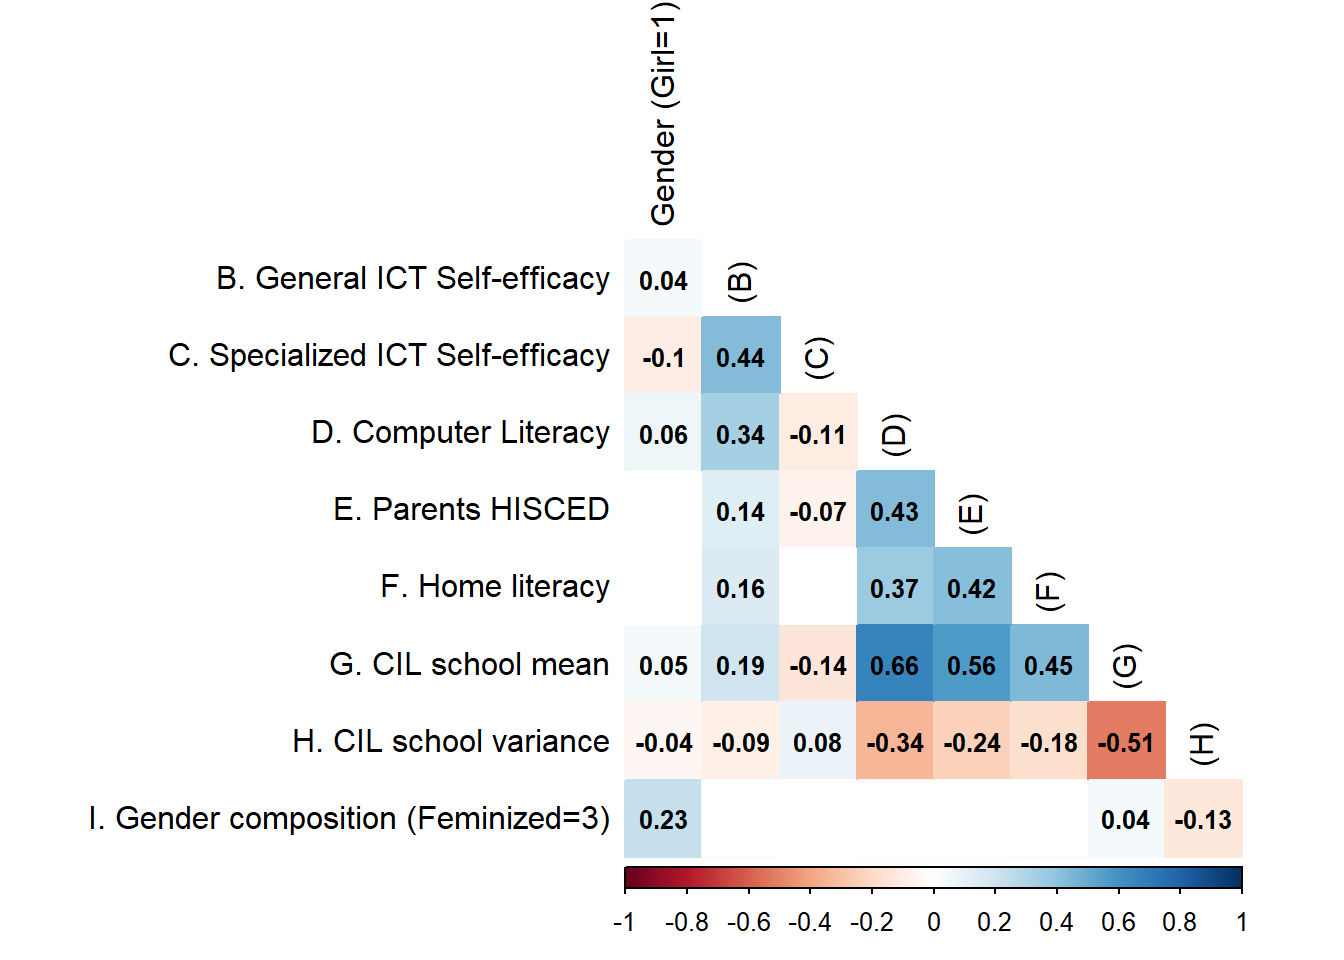 Gender (Girl=1)
B. General ICT Self-efficacy 0.04 (B)
C. Specialized ICT Self-efficacy -0.1 0.44 (C)
D. Computer Literacy 0.06 0.34 -0.11 (D)
E. Parents HISCED 0.14 -0.07 0.43 (E)
F. Home literacy 0.16 0.37 0.42 (F)
G. CIL school mean 0.05 0.19 -0.14 0.66 0.56 0.45 (G)
H. CIL school variance -0.04 -0.09 0.08 -0.34 -0.24 -0.18 -0.51 (H)
I. Gender composition (Feminized=3) 0.23 0.04 -0.13
-1 -0.8 -0.6 -0.4 -0.2 0 0.2 0.4 0.6 0.8 1